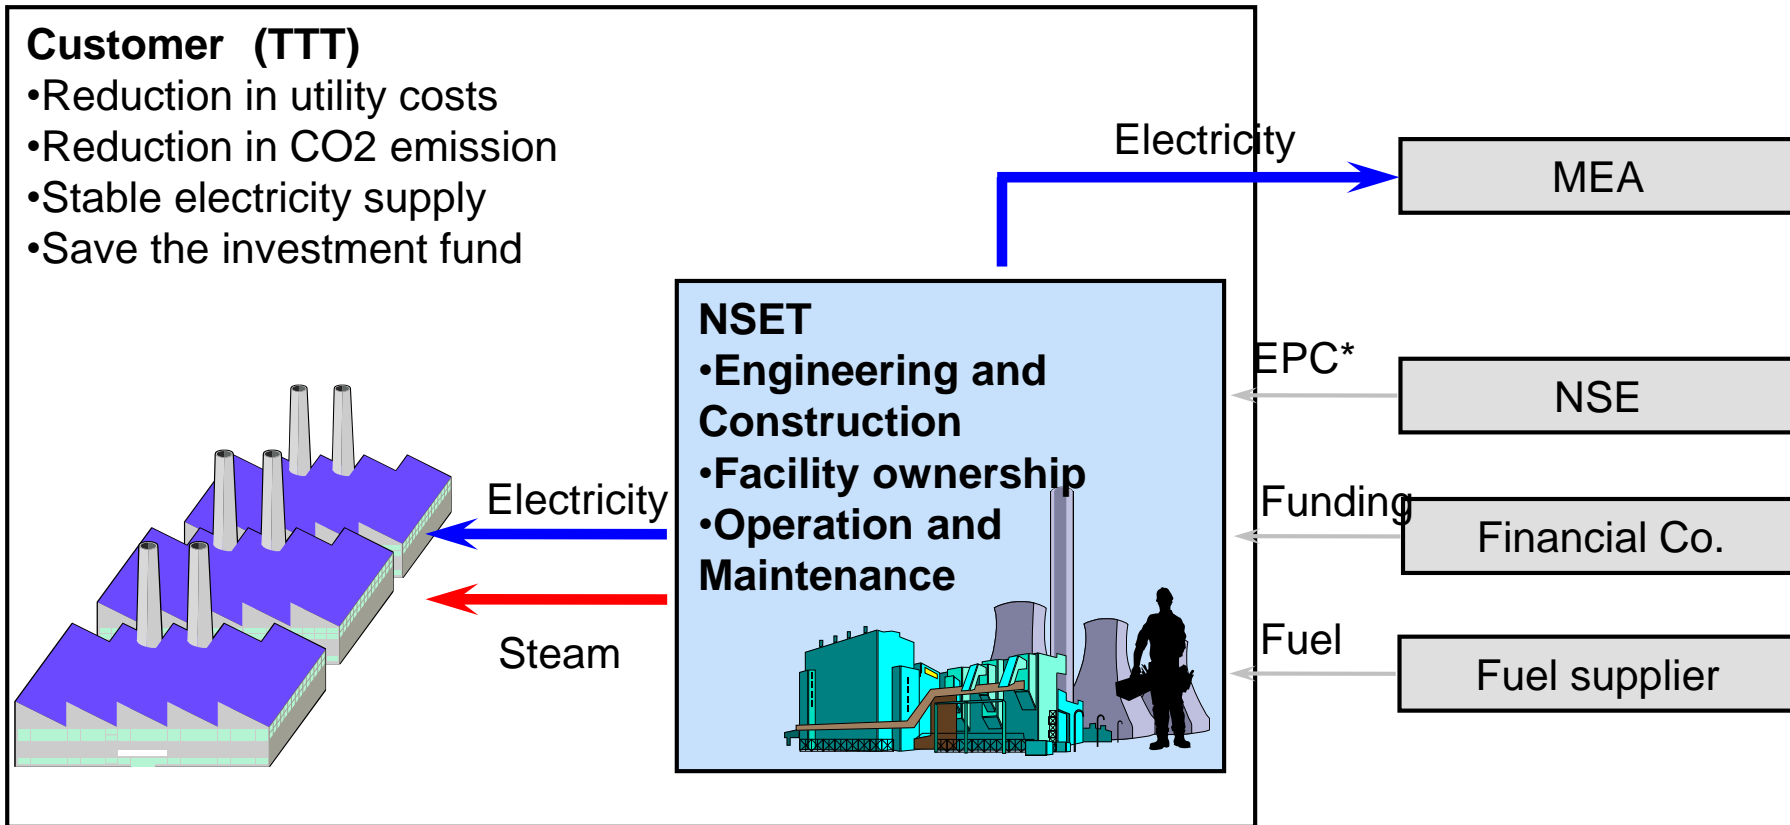 Customer (TTT)
•Reduction in utility costs
•Reduction in CO2 emission
•Stable electricity supply
•Save the investment fund
Electricity
MEA
NSET
•Engineering and
Construction
•Facility ownership
•Operation and
Maintenance
EPC*
NSE
Electricity
Funding
Financial Co.
Steam
Fuel
Fuel supplier